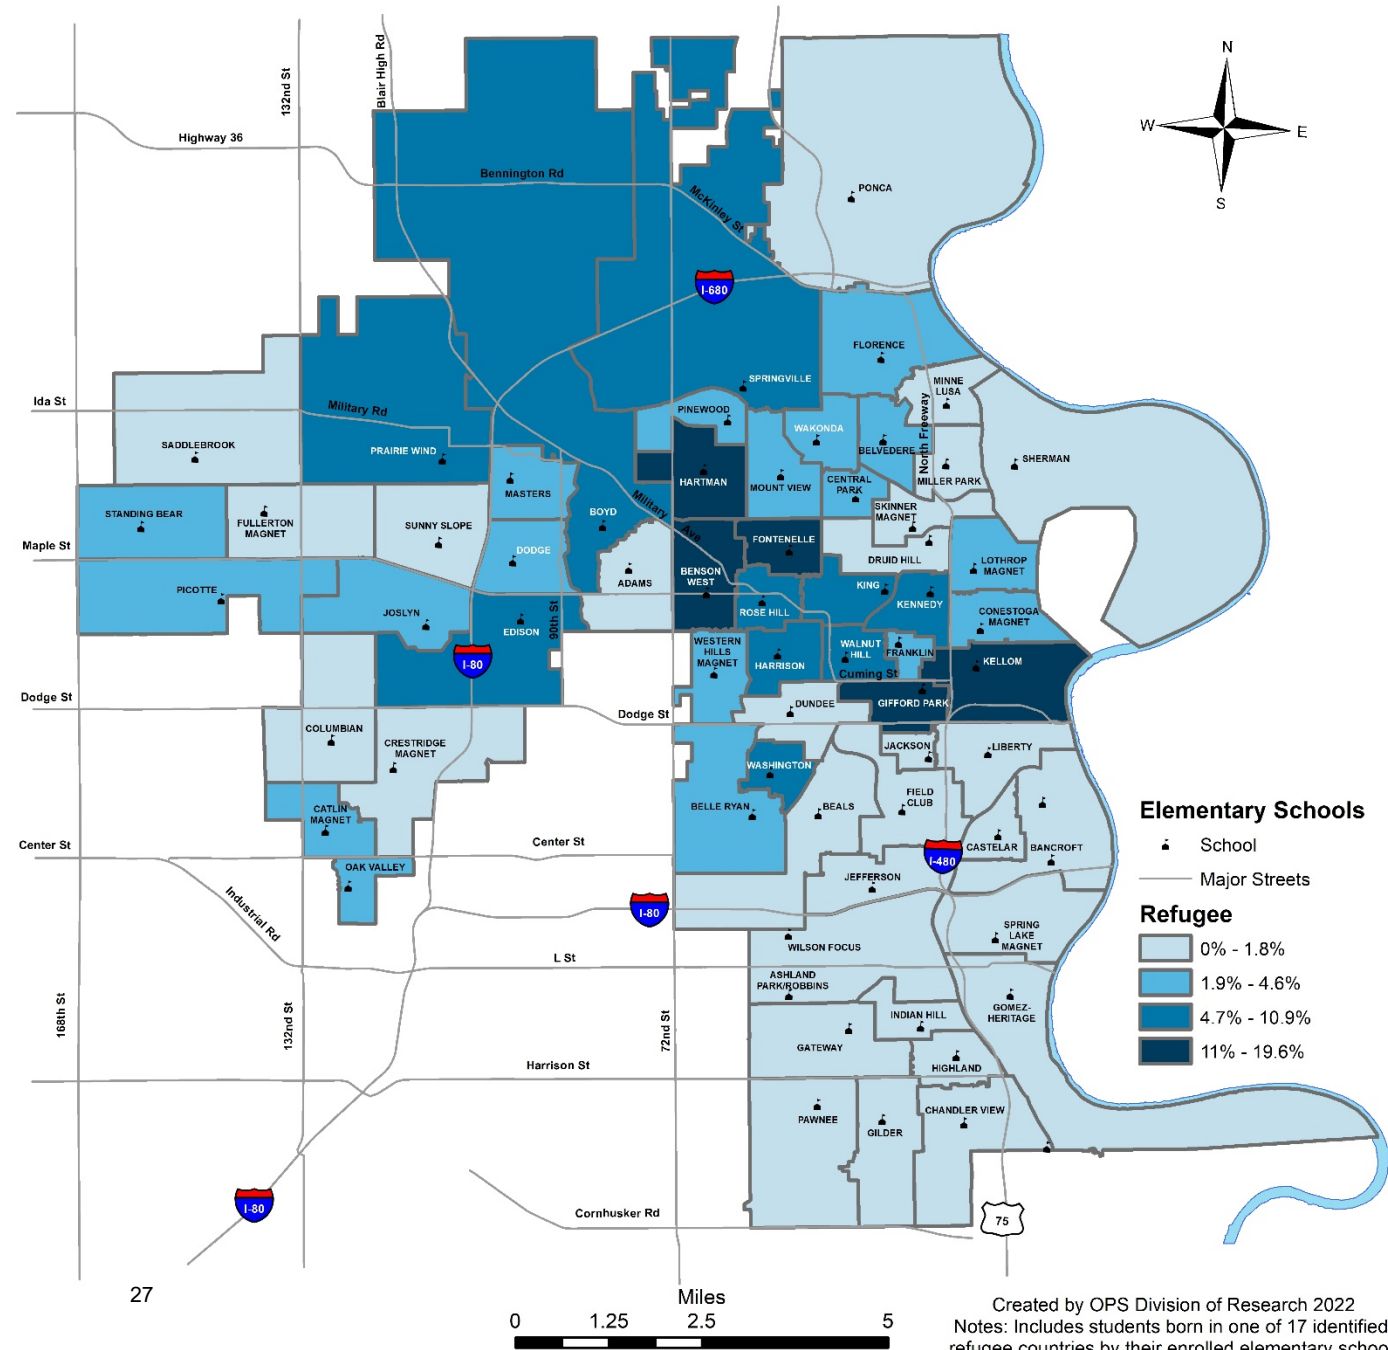 N
W
E
S
132nd St
Blair High Rd
Highway 36
Bennington Rd
McKinley St
PONCA
I-680
FLORENCE
SPRINGVILLE
MINNE
LUSA
Ida St
Military Rd
PINEWOOD
WAKONDA
North Freeway
SADDLEBROOK
PRAIRIE WIND
BELVEDERE
SHERMAN
HARTMAN
MOUNT VIEW
CENTRAL
PARK
MILLER PARK
MASTERS
STANDING BEAR
FULLERTON
MAGNET
SUNNY SLOPE
BOYD
Military
Ave
SKINNER
MAGNET
Maple St
DODGE
FONTENELLE
DRUID HILL
LOTHROP
MAGNET
ADAMS
BENSON
WEST
PICOTTE
JOSLYN
KING
KENNEDY
ROSE HILL
CONESTOGA
MAGNET
EDISON
90th St
WESTERN
HILLS
MAGNET
HARRISON
WALNUT
HILL
FRANKLIN
KELLOM
I-80
Cuming St
Dodge St
Dodge St
DUNDEE
GIFFORD PARK
COLUMBIAN
CRESTRIDGE
MAGNET
JACKSON
LIBERTY
WASHINGTON
BELLE RYAN
BEALS
FIELD
CLUB
CATLIN
MAGNET
CASTELAR
BANCROFT
Center St
Center St
I-480
OAK VALLEY
JEFFERSON
Industrial Rd
I-80
SPRING
LAKE
MAGNET
WILSON FOCUS
L St
ASHLAND
PARK/ROBBINS
GOMEZ-
HERITAGE
INDIAN HILL
168th St
132nd St
72nd St
GATEWAY
HIGHLAND
Harrison St
PAWNEE
GILDER
CHANDLER VIEW
I-80
Cornhusker Rd
75
Elementary Schools
School
Major Streets
Refugee
0% - 1.8%
1.9% - 4.6%
4.7% - 10.9%
11% - 19.6%
27
Miles
0 1.25 2.5 5
Created by OPS Division of Research 2022
Notes: Includes students born in one of 17 identified
refugee countries by their enrolled elementary school